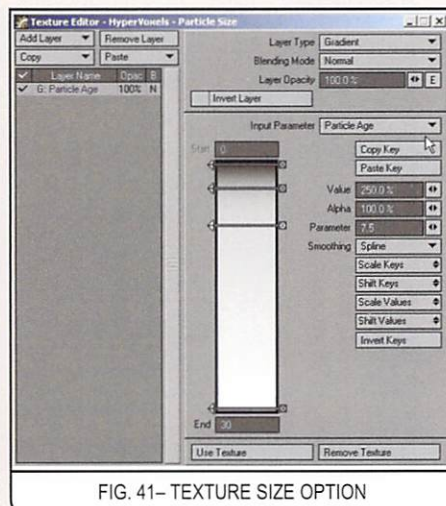 Texture Editor - HyperVoxels - Particle Size
Add Layer Remove Layer
Copy Paste
Layer Name Opac B
G: Particle Age 100% N
Layer Type Gradient
Blending Mode Normal
Layer Opacity 100.0 % E
Invert Layer
Input Parameter Particle Age
Start 0
Copy Key
Paste Key
Value 250.0 %
Alpha 100.0 %
Parameter 7.5
Smoothing Spline
Scale Keys
Shift Keys
Scale Values
Shift Values
Invert Keys
End 30
Use Texture Remove Texture
FIG. 41– TEXTURE SIZE OPTION